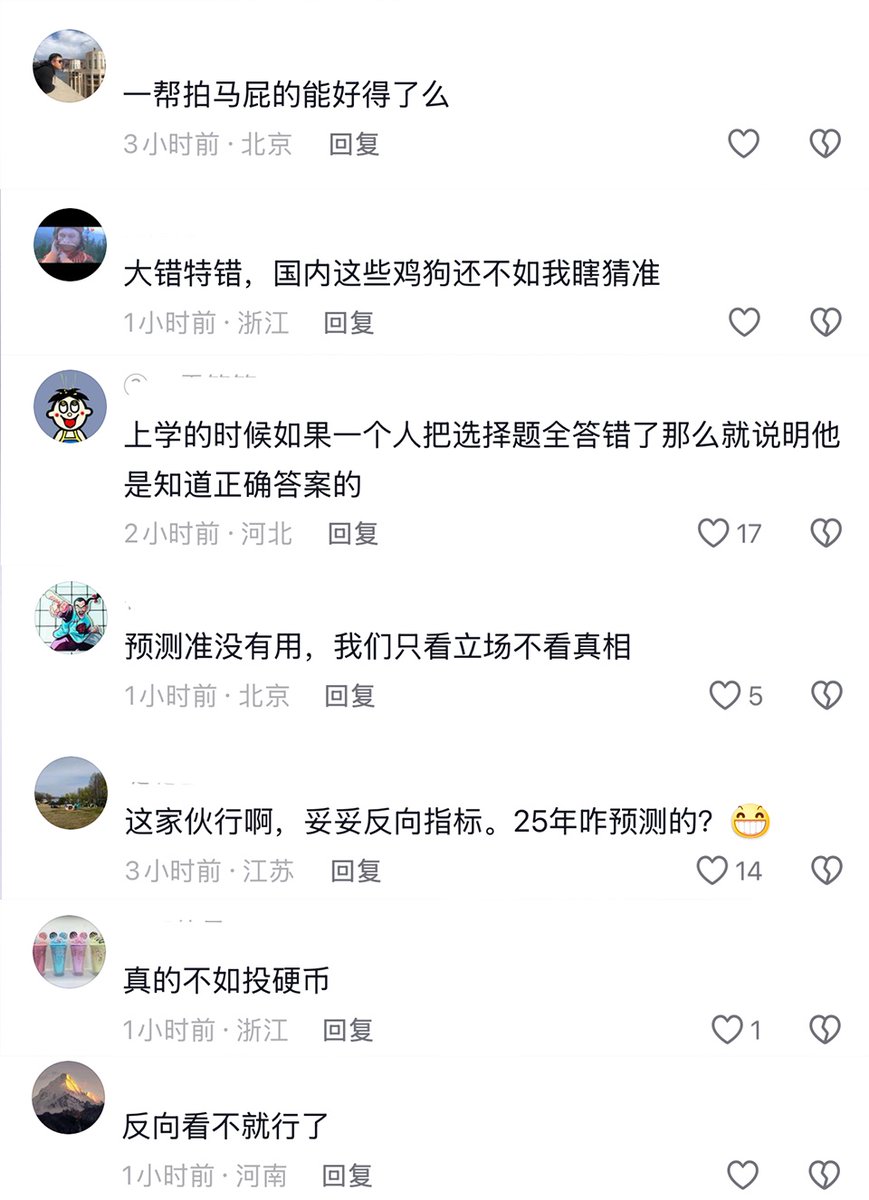 一帮拍马屁的能好得了么
3小时前·北京 回复
大错特错，国内这些鸡狗还不如我瞎猜准
1小时前·浙江 回复
上学的时候如果一个人把选择题全答错了那么就说明他
是知道正确答案的
2小时前·河北 回复 17
预测准没有用，我们只看立场不看真相
1小时前·北京 回复 5
这家伙行啊，妥妥反向指标。25年咋预测的？😁
3小时前·江苏 回复 14
真的不如投硬币
1小时前·浙江 回复 1
反向看不就行了
1小时前·河南 回复